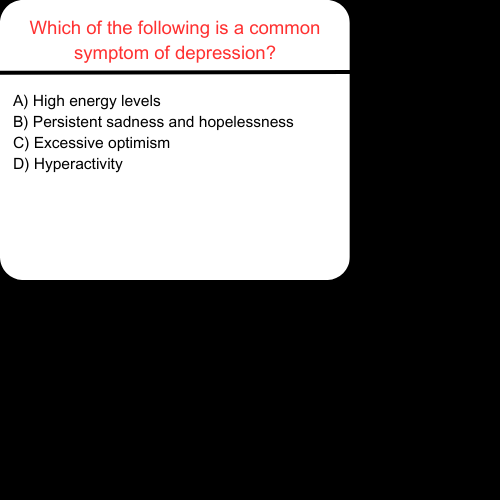 Which of the following is a common
symptom of depression?
A) High energy levels
B) Persistent sadness and hopelessness
C) Excessive optimism
D) Hyperactivity